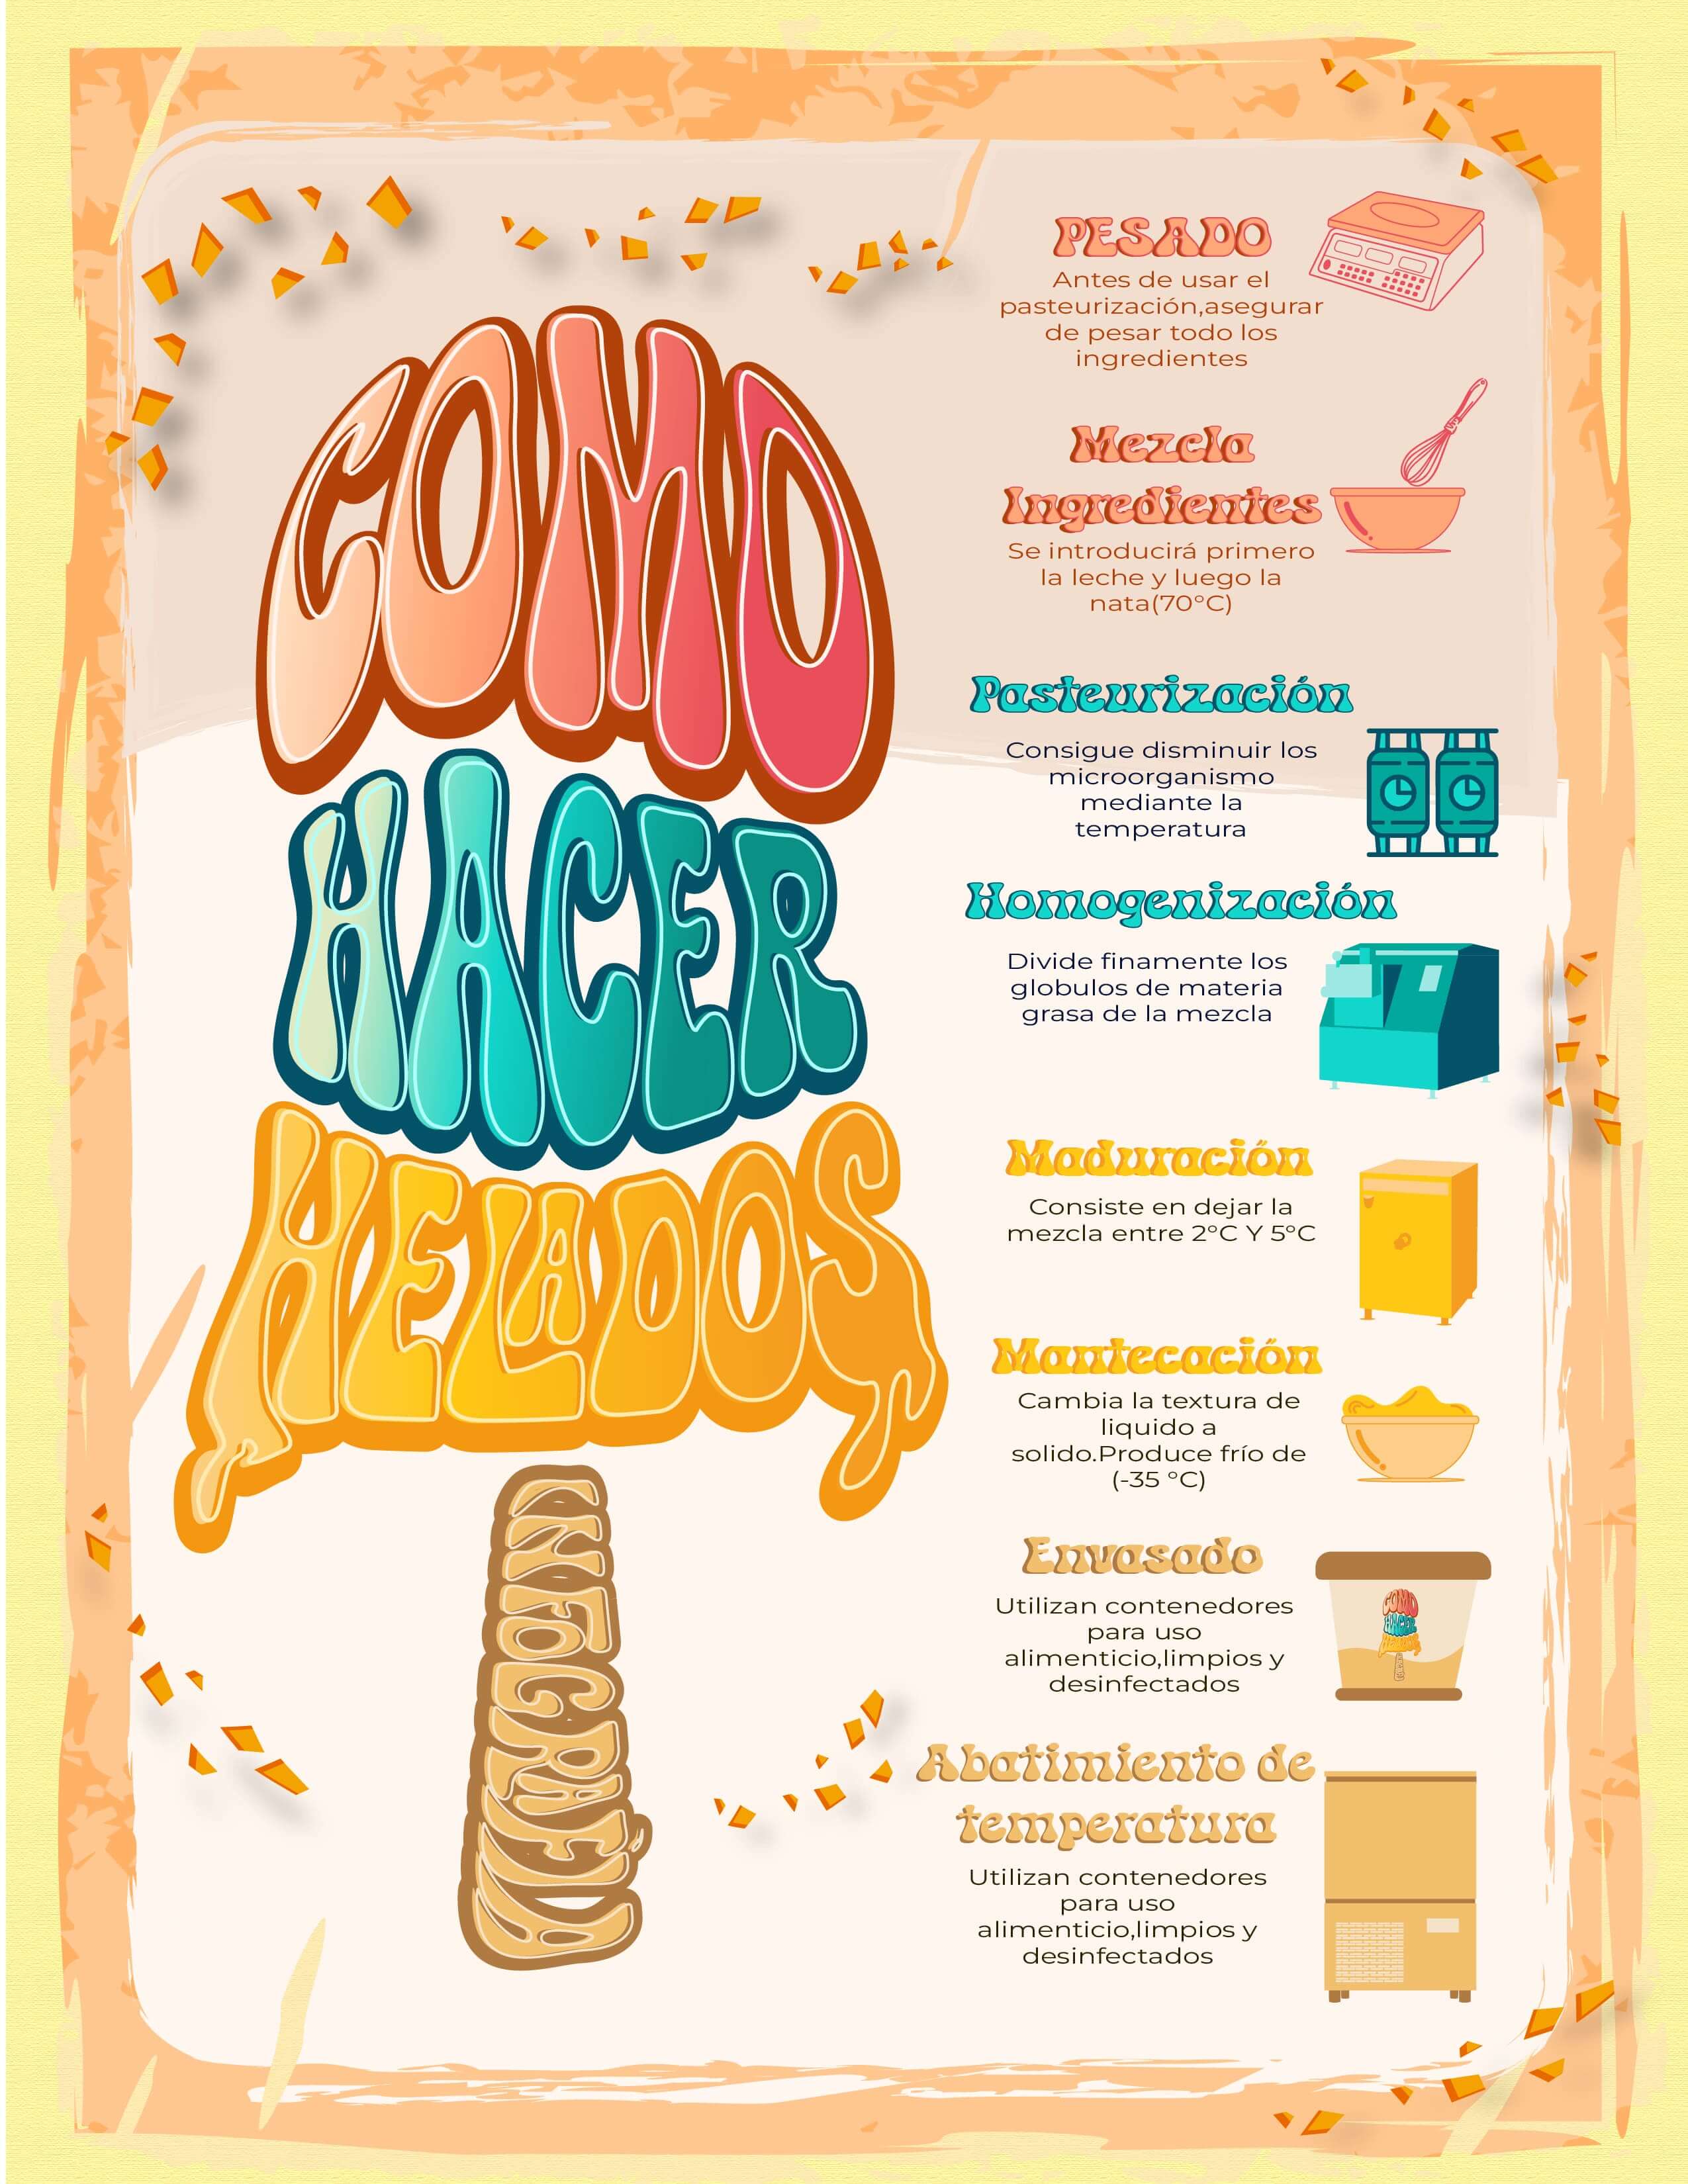 COMO
HACER
HELADOS
INFOGRAFÍA
PESADO
Antes de usar el
pasteurización,asegurar
de pesar todo los
ingredientes
Mezcla
Ingredientes
Se introducirá primero
la leche y luego la
nata(70°C)
Pasteurización
Consigue disminuir los
microorganismo
mediante la
temperatura
Homogenización
Divide finamente los
globulos de materia
grasa de la mezcla
Maduración
Consiste en dejar la
mezcla entre 2°C Y 5°C
Mantecación
Cambia la textura de
liquido a
solido.Produce frío de
(-35 °C)
Envasado
Utilizan contenedores
para uso
alimenticio,limpios y
desinfectados
COMO
HACER
HELADOS
Abatimiento de
temperatura
Utilizan contenedores
para uso
alimenticio,limpios y
desinfectados